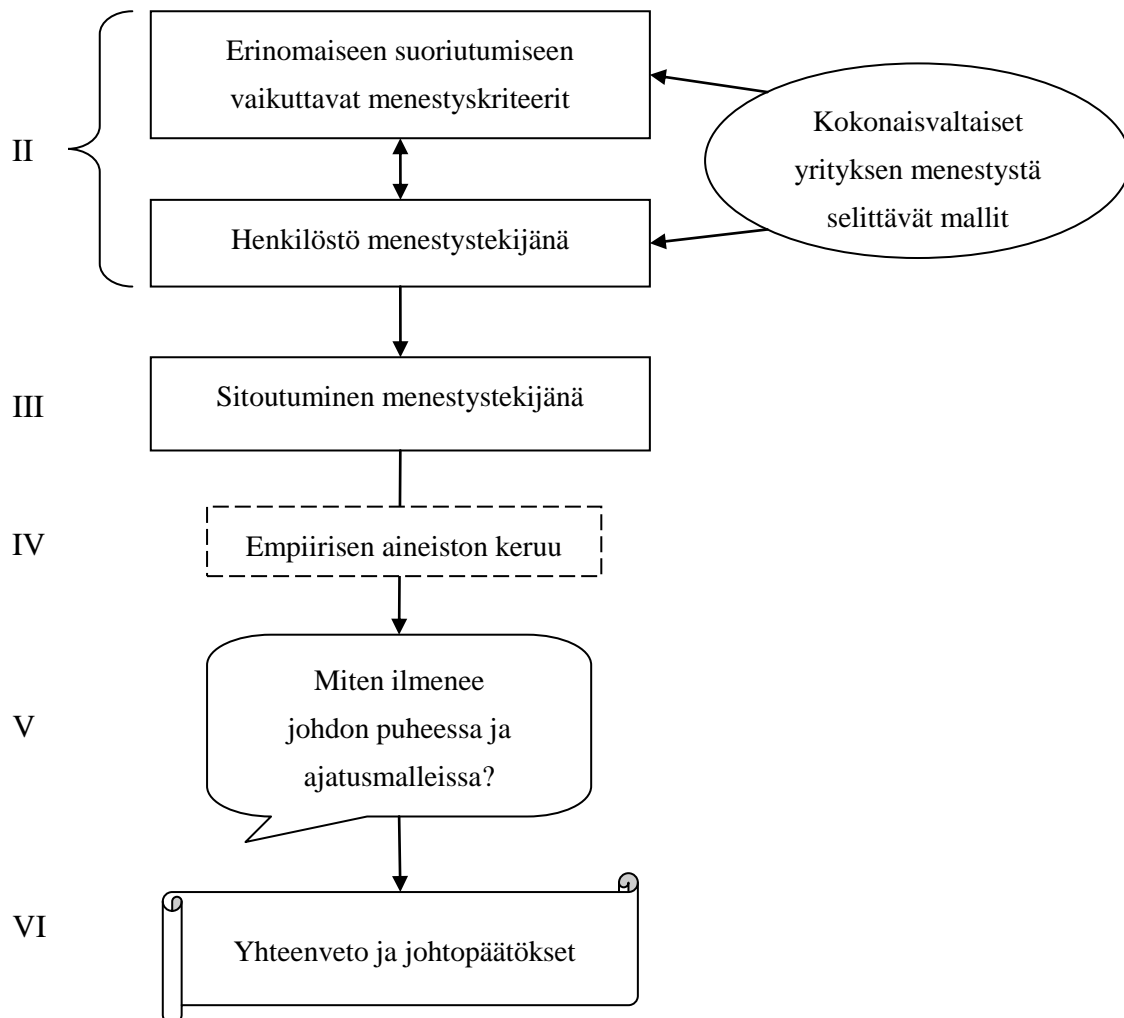 Erinomaiseen suoriutumiseen
vaikuttavat menestyskriteerit
Kokonaisvaltaiset
yrityksen menestystä
selittävät mallit
II
Henkilöstö menestystekijänä
III
Sitoutuminen menestystekijänä
IV
Empiirisen aineiston keruu
V
Miten ilmenee
johdon puheessa ja
ajatusmalleissa?
VI
Yhteenveto ja johtopäätökset